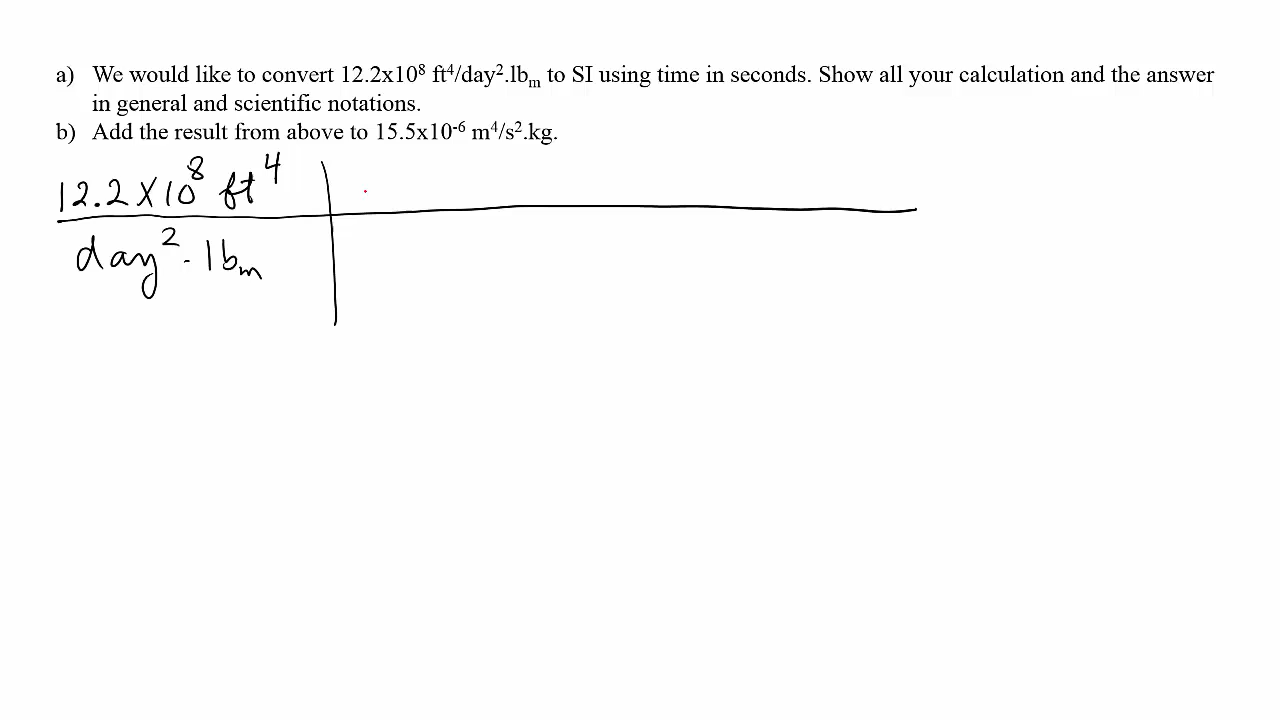 a) We would like to convert 12.2x10⁸ ft⁴/day².lbₘ to SI using time in seconds. Show all your calculation and the answer
in general and scientific notations.
b) Add the result from above to 15.5x10⁻⁶ m⁴/s².kg.
12.2 X 10⁸ ft⁴
day² . lbₘ